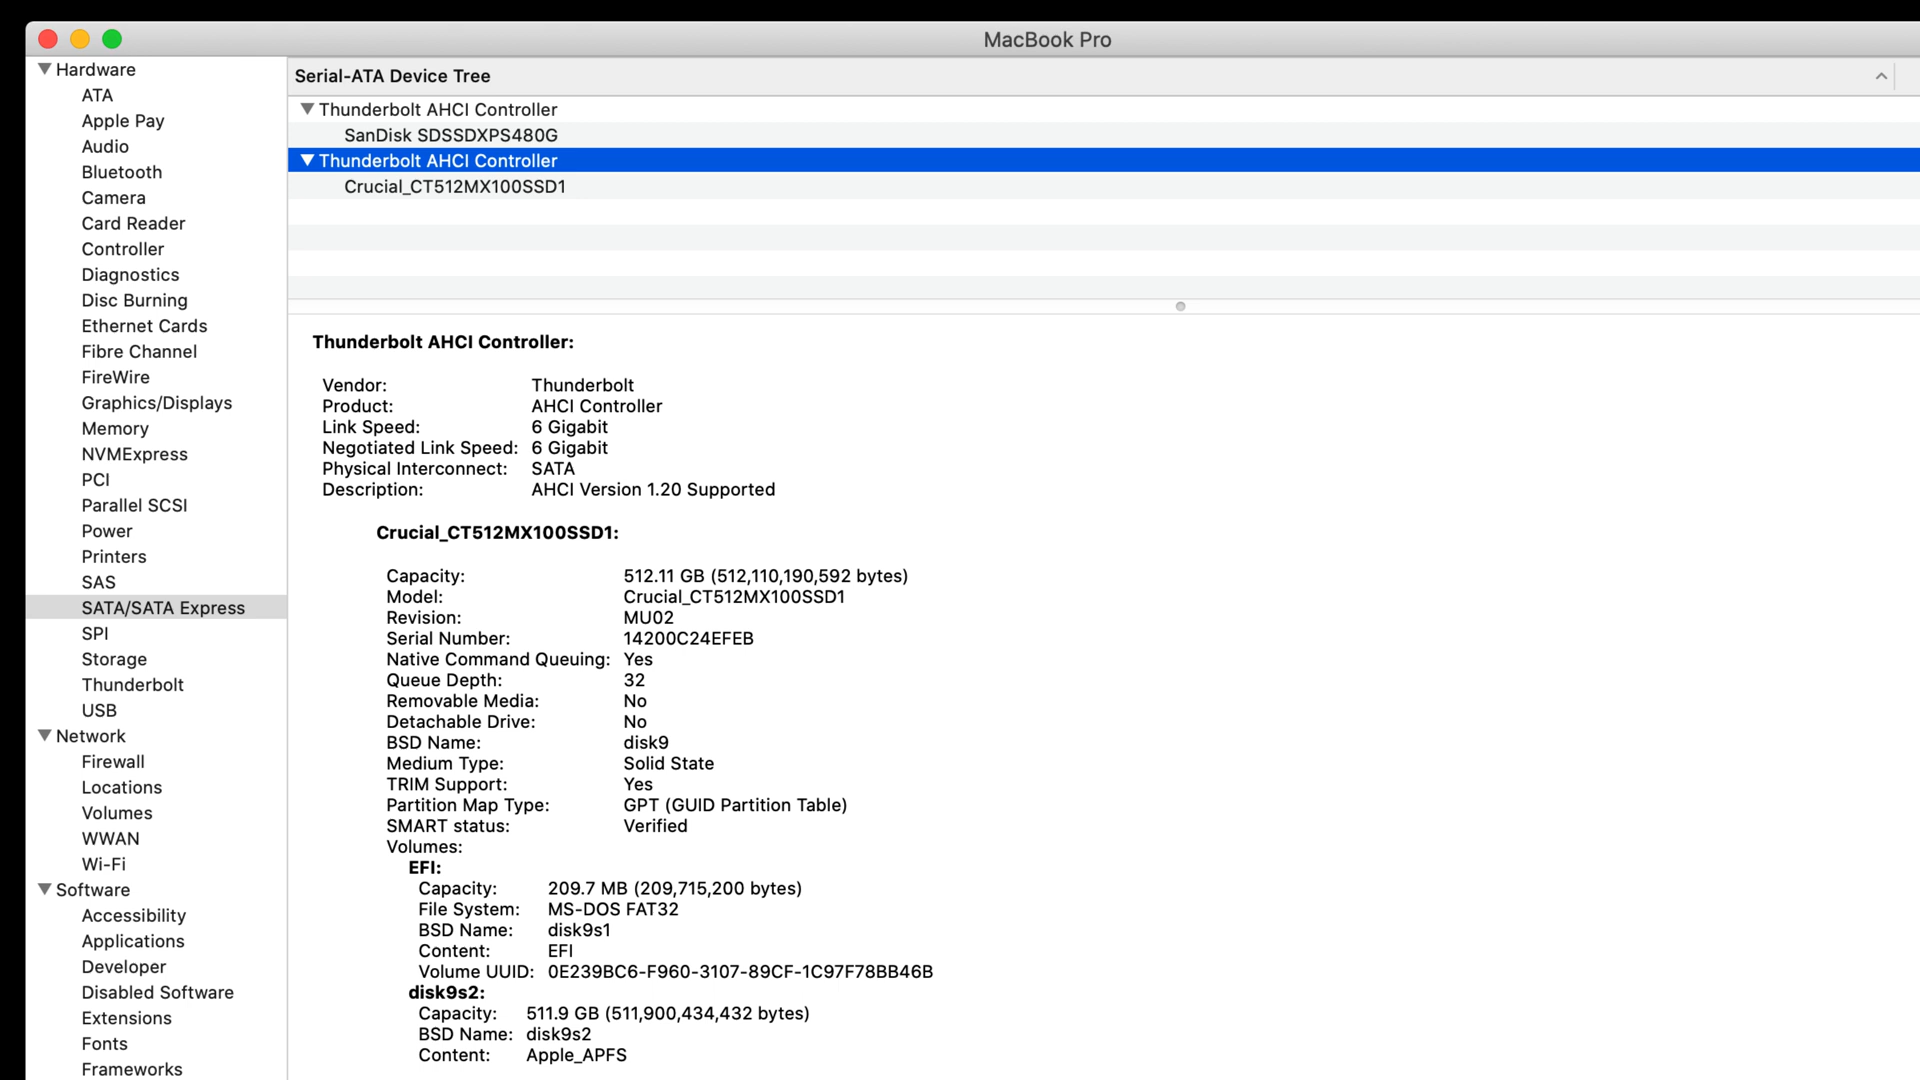 MacBook Pro
Hardware
ATA
Apple Pay
Audio
Bluetooth
Camera
Card Reader
Controller
Diagnostics
Disc Burning
Ethernet Cards
Fibre Channel
FireWire
Graphics/Displays
Memory
NVMExpress
PCI
Parallel SCSI
Power
Printers
SAS
SATA/SATA Express
SPI
Storage
Thunderbolt
USB
Network
Firewall
Locations
Volumes
WWAN
Wi-Fi
Software
Accessibility
Applications
Developer
Disabled Software
Extensions
Fonts
Frameworks
Serial-ATA Device Tree
Thunderbolt AHCI Controller
SanDisk SDSSDXPS480G
Thunderbolt AHCI Controller
Crucial_CT512MX100SSD1
Thunderbolt AHCI Controller:
Vendor: Thunderbolt
Product: AHCI Controller
Link Speed: 6 Gigabit
Negotiated Link Speed: 6 Gigabit
Physical Interconnect: SATA
Description: AHCI Version 1.20 Supported
Crucial_CT512MX100SSD1:
Capacity: 512.11 GB (512,110,190,592 bytes)
Model: Crucial_CT512MX100SSD1
Revision: MU02
Serial Number: 14200C24EFEB
Native Command Queuing: Yes
Queue Depth: 32
Removable Media: No
Detachable Drive: No
BSD Name: disk9
Medium Type: Solid State
TRIM Support: Yes
Partition Map Type: GPT (GUID Partition Table)
SMART status: Verified
Volumes:
EFI:
Capacity: 209.7 MB (209,715,200 bytes)
File System: MS-DOS FAT32
BSD Name: disk9s1
Content: EFI
Volume UUID: 0E239BC6-F960-3107-89CF-1C97F78BB46B
disk9s2:
Capacity: 511.9 GB (511,900,434,432 bytes)
BSD Name: disk9s2
Content: Apple_APFS